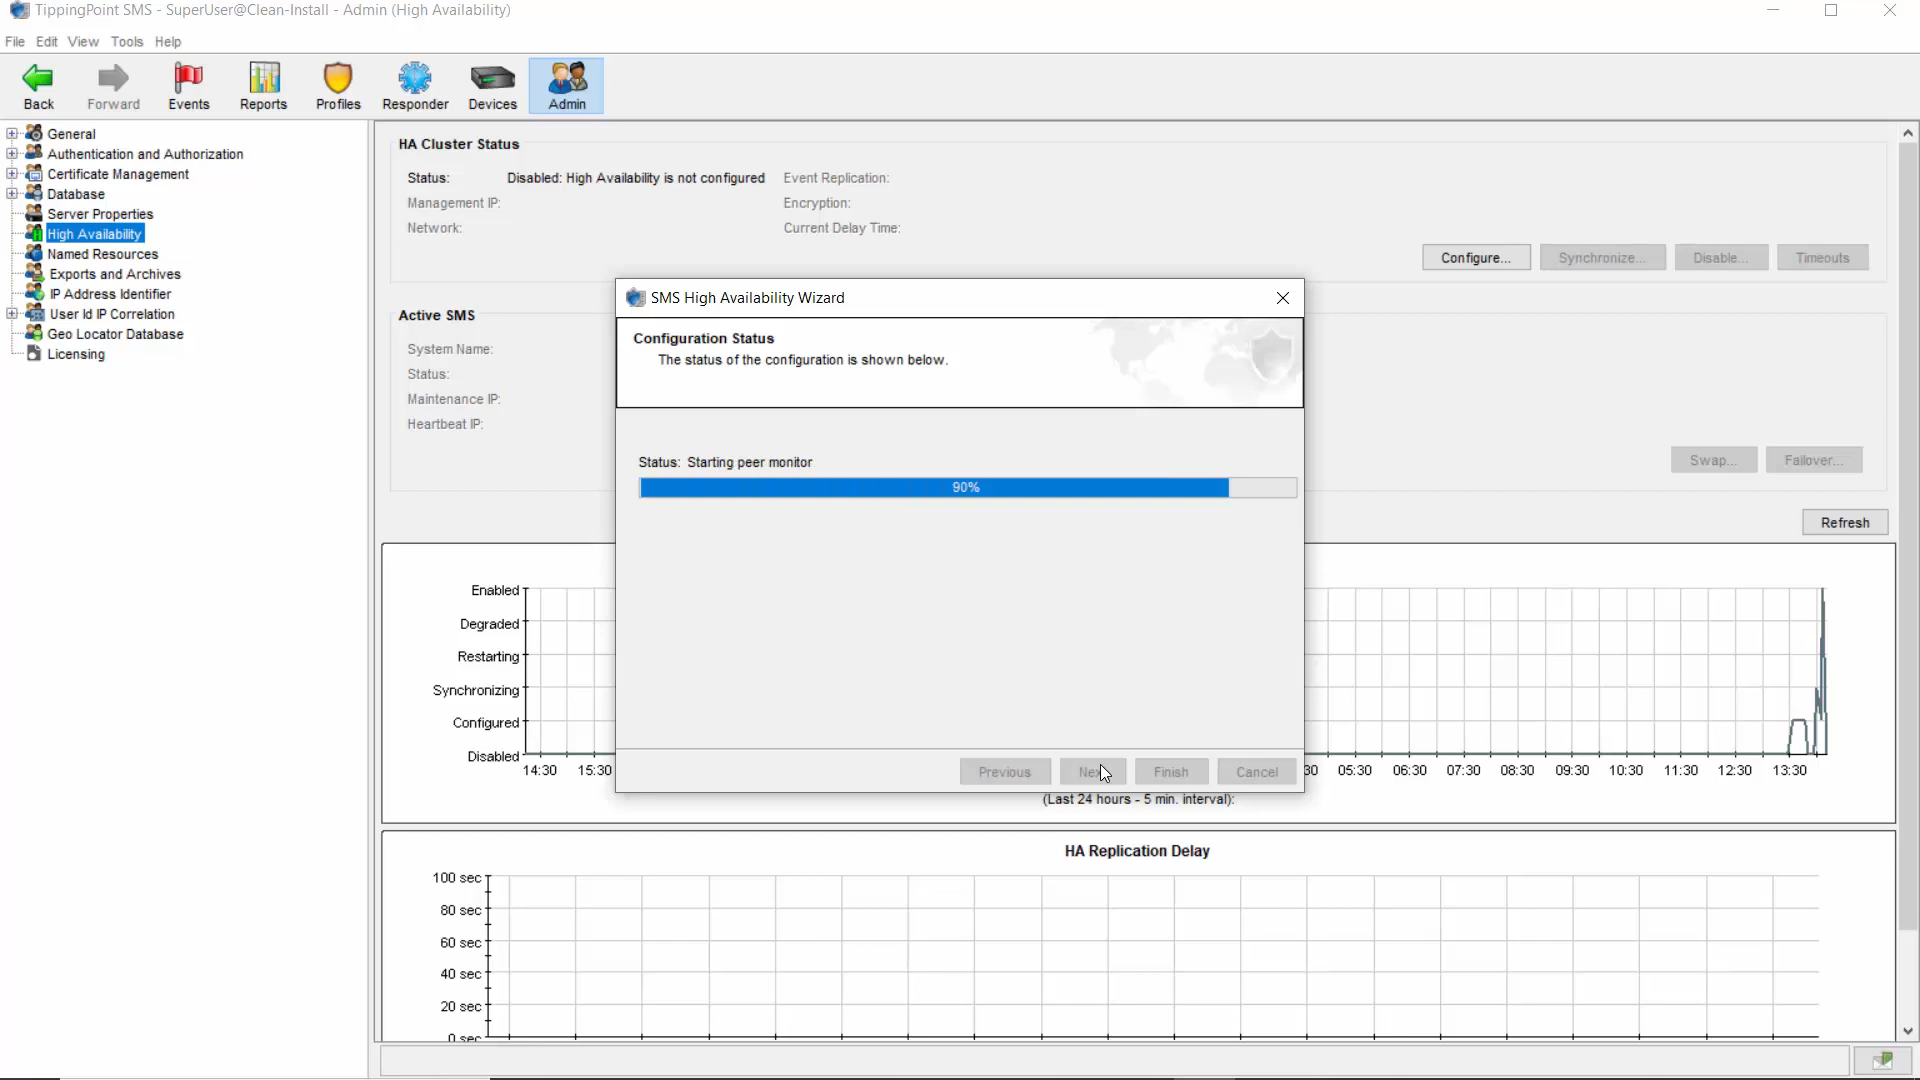 TippingPoint SMS - SuperUser@Clean-Install - Admin (High Availability)
File Edit View Tools Help
Back Forward Events Reports Profiles Responder Devices Admin
General
Authentication and Authorization
Certificate Management
Database
Server Properties
High Availability
Named Resources
Exports and Archives
IP Address Identifier
User Id IP Correlation
Geo Locator Database
Licensing
HA Cluster Status
Status: Disabled: High Availability is not configured Event Replication:
Management IP: Encryption:
Network: Current Delay Time:
Configure... Synchronize... Disable... Timeouts
Active SMS
System Name:
Status:
Maintenance IP:
Heartbeat IP:
Swap... Failover...
Refresh
SMS High Availability Wizard
Configuration Status
The status of the configuration is shown below.
Status: Starting peer monitor
90%
Previous Finish Cancel
Enabled
Degraded
Restarting
Synchronizing
Configured
Disabled
14:30 15:30 30 05:30 06:30 07:30 08:30 09:30 10:30 11:30 12:30 13:30
(Last 24 hours - 5 min. interval):
HA Replication Delay
100 sec
80 sec
60 sec
40 sec
20 sec
0 sec